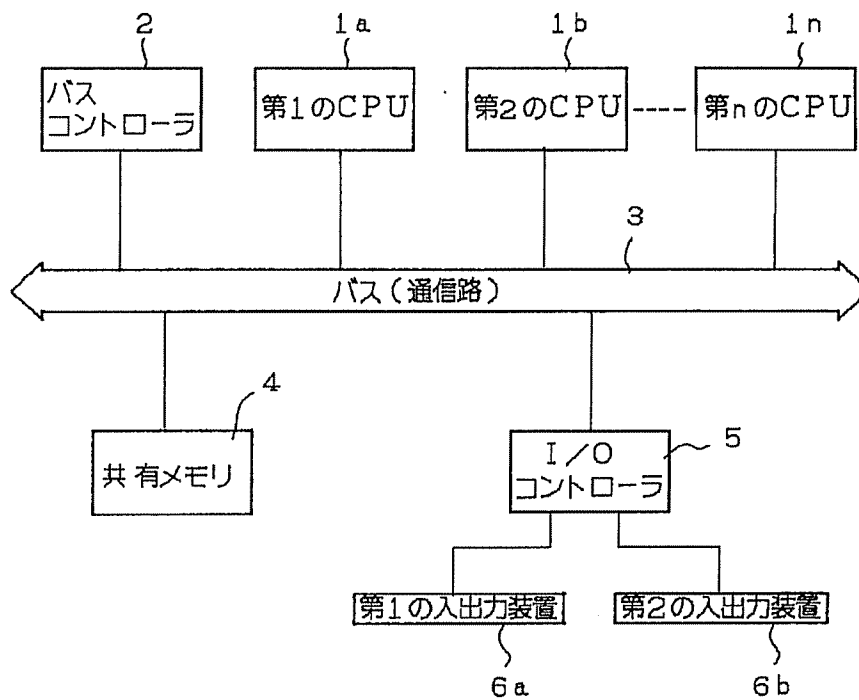 2
1a
1b
1n
バス
コントローラ
第1のCPU
第2のCPU
第nのCPU
3
バス(通信路)
4
共有メモリ
5
I/O
コントローラ
第1の入出力装置
第2の入出力装置
6a
6b